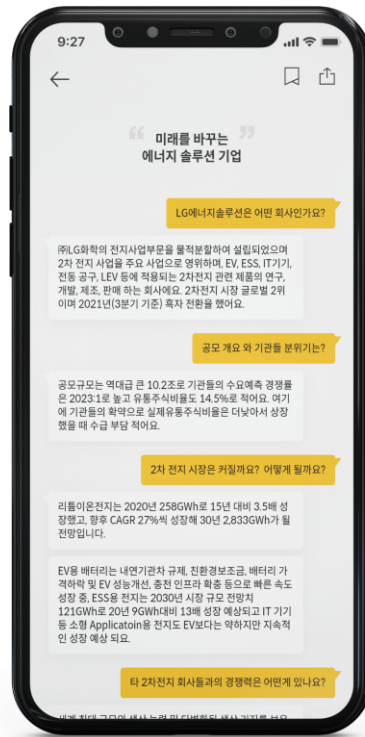 9:27
“ 미래를 바꾸는 ”
에너지 솔루션 기업
LG에너지솔루션은 어떤 회사인가요?
㈜LG화학의 전지사업부문을 물적분할하여 설립되었으며
2차 전지 사업을 주요 사업으로 영위하며, EV, ESS, IT기기,
전동 공구, LEV 등에 적용되는 2차전지 관련 제품의 연구,
개발, 제조, 판매 하는 회사에요. 2차전지 시장 글로벌 2위
이며 2021년(3분기 기준) 흑자 전환을 했어요.
공모 개요 와 기관들 분위기는?
공모규모는 역대급 큰 10.2조로 기관들의 수요예측 경쟁률
은 2023:1로 높고 유통주식비율도 14.5%로 적어요. 여기
에 기관들의 확약으로 실제유통주식비율은 더낮아서 상장
했을 때 수급 부담 적어요.
2차 전지 시장은 커질까요? 어떻게 될까요?
리튬이온전지는 2020년 258GWh로 15년 대비 3.5배 성
장했고, 향후 CAGR 27%씩 성장해 30년 2,833GWh가 될
전망입니다.
EV용 배터리는 내연기관차 규제, 친환경보조금, 배터리 가
격하락 및 EV 성능개선, 충천 인프라 확충 등으로 빠른 속도
성장 중, ESS용 전지는 2030년 시장 규모 전망치
121GWh로 20년 9GWh대비 13배 성장 예상되고 IT 기기
등 소형 Applicatoin용 전지도 EV보다는 약하지만 지속적
인 성장 예상 되요.
타 2차전지 회사들과의 경쟁력은 어떤게 있나요?